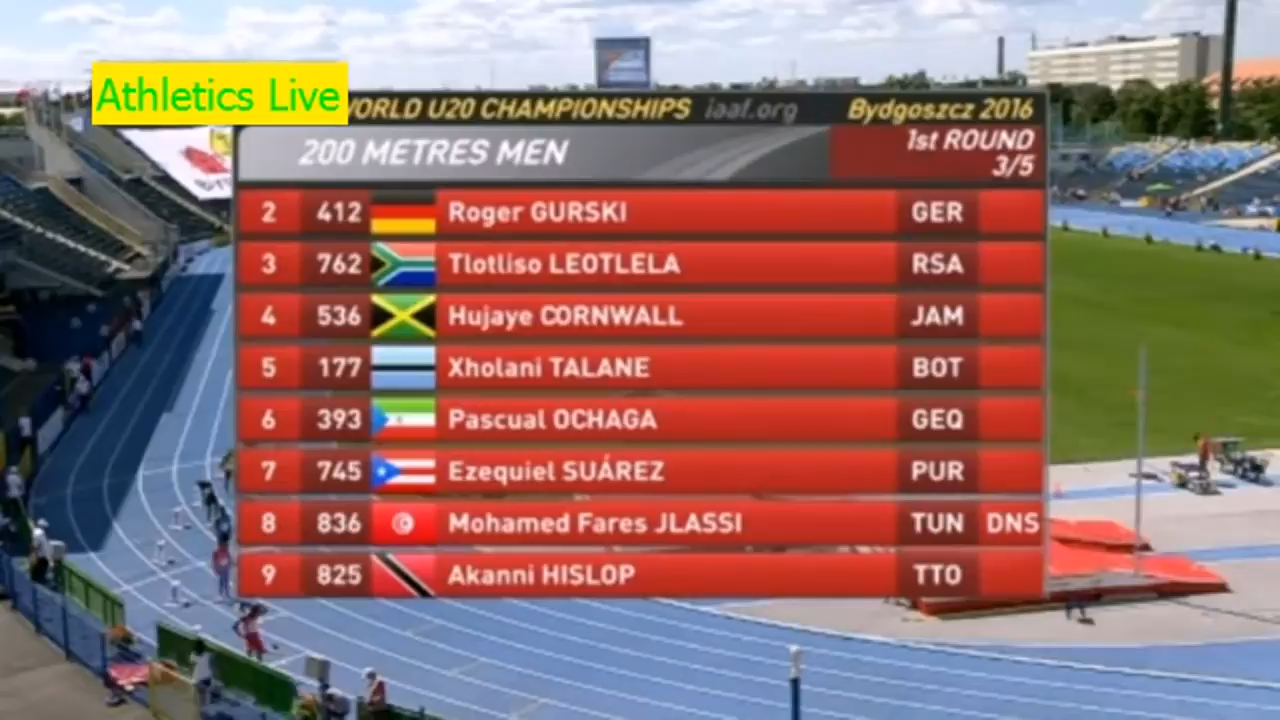 Athletics Live
WORLD U20 CHAMPIONSHIPS iaaf.org Bydgoszcz 2016
200 METRES MEN
1st ROUND
3/5
2 412 Roger GURSKI GER
3 762 Tlotliso LEOTLELA RSA
4 536 Hujaye CORNWALL JAM
5 177 Xholani TALANE BOT
6 393 Pascual OCHAGA GEQ
7 745 Ezequiel SUÁREZ PUR
8 836 Mohamed Fares JLASSI TUN DNS
9 825 Akanni HISLOP TTO